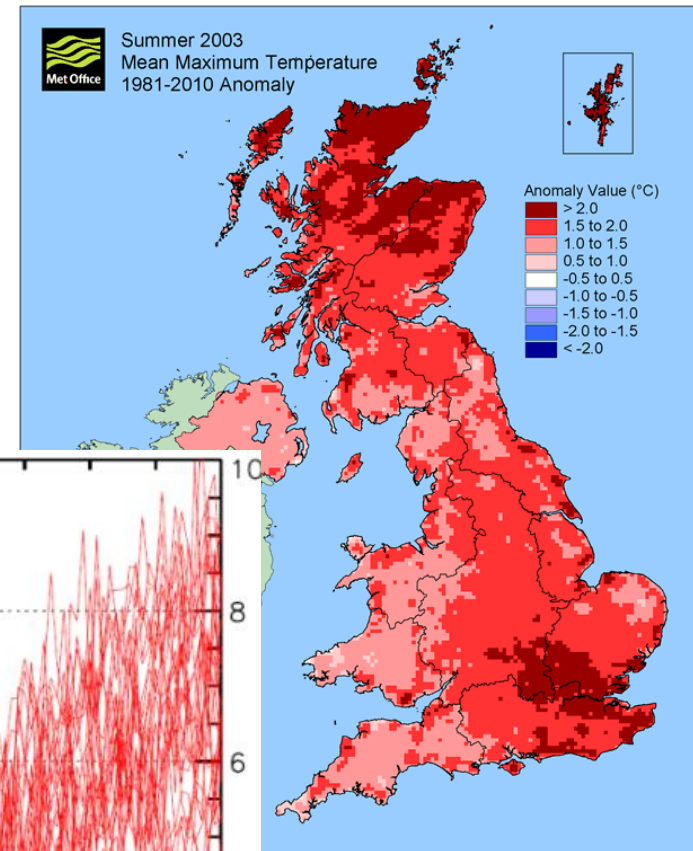 Met Office
Summer 2003
Mean Maximum Temperature
1981-2010 Anomaly
Anomaly Value (°C)
> 2.0
1.5 to 2.0
1.0 to 1.5
0.5 to 1.0
-0.5 to 0.5
-1.0 to -0.5
-1.5 to -1.0
-2.0 to -1.5
< -2.0
10
8
6